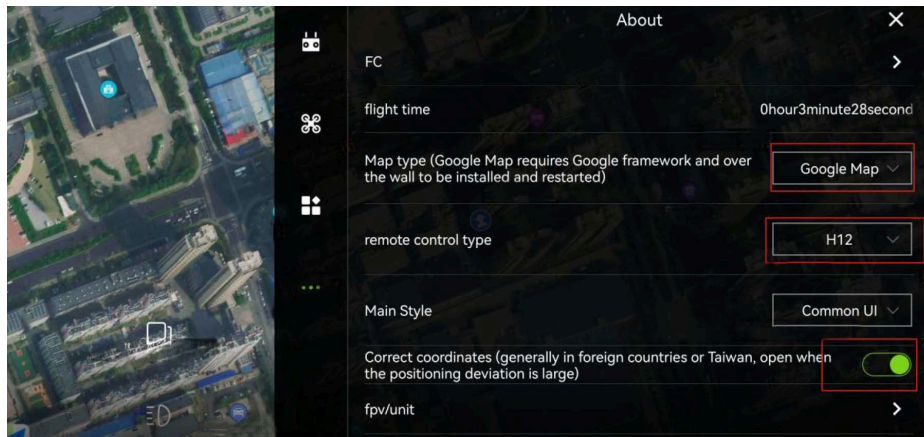 About
FC
flight time
0hour3minute28second
Map type (Google Map requires Google framework and over
the wall to be installed and restarted)
Google Map
remote control type
H12
Main Style
Common UI
Correct coordinates (generally in foreign countries or Taiwan, open when
the positioning deviation is large)
fpv/unit